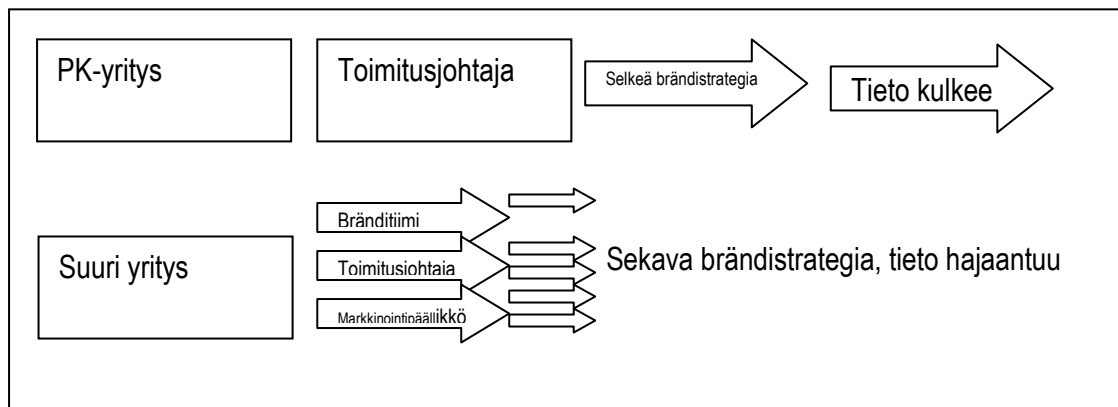 PK-yritys
Toimitusjohtaja
Selkeä brändistrategia
Tieto kulkee
Suuri yritys
Bränditiimi
Toimitusjohtaja
Markkinointipäällikkö
Sekava brändistrategia, tieto hajaantuu